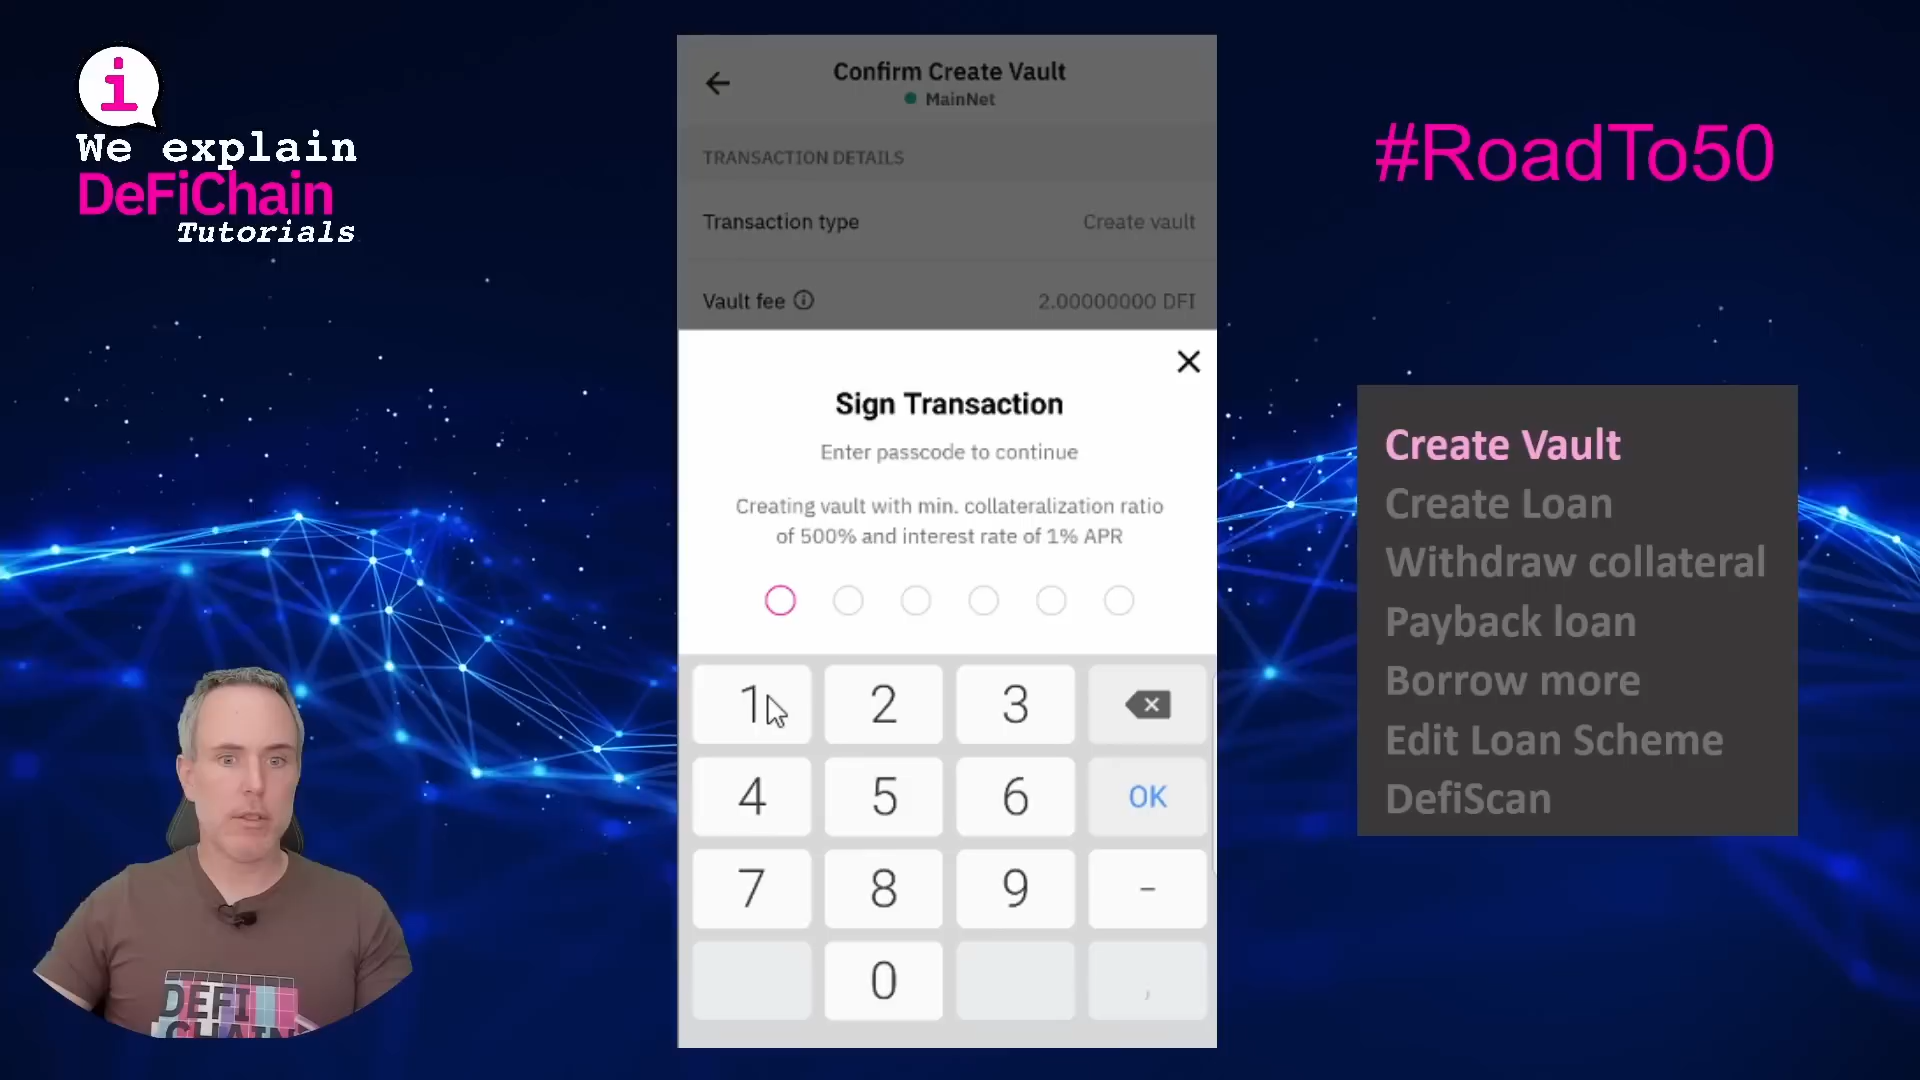 i
We explain
DeFiChain
Tutorials
Confirm Create Vault
MainNet
TRANSACTION DETAILS
Transaction type
Create vault
Vault fee
2.00000000 DFI
Sign Transaction
Enter passcode to continue
Creating vault with min. collateralization ratio
of 500% and interest rate of 1% APR
1 2 3
4 5 6 OK
7 8 9 -
0 ,
#RoadTo50
Create Vault
Create Loan
Withdraw collateral
Payback loan
Borrow more
Edit Loan Scheme
DefiScan
DEFI
CHAIN